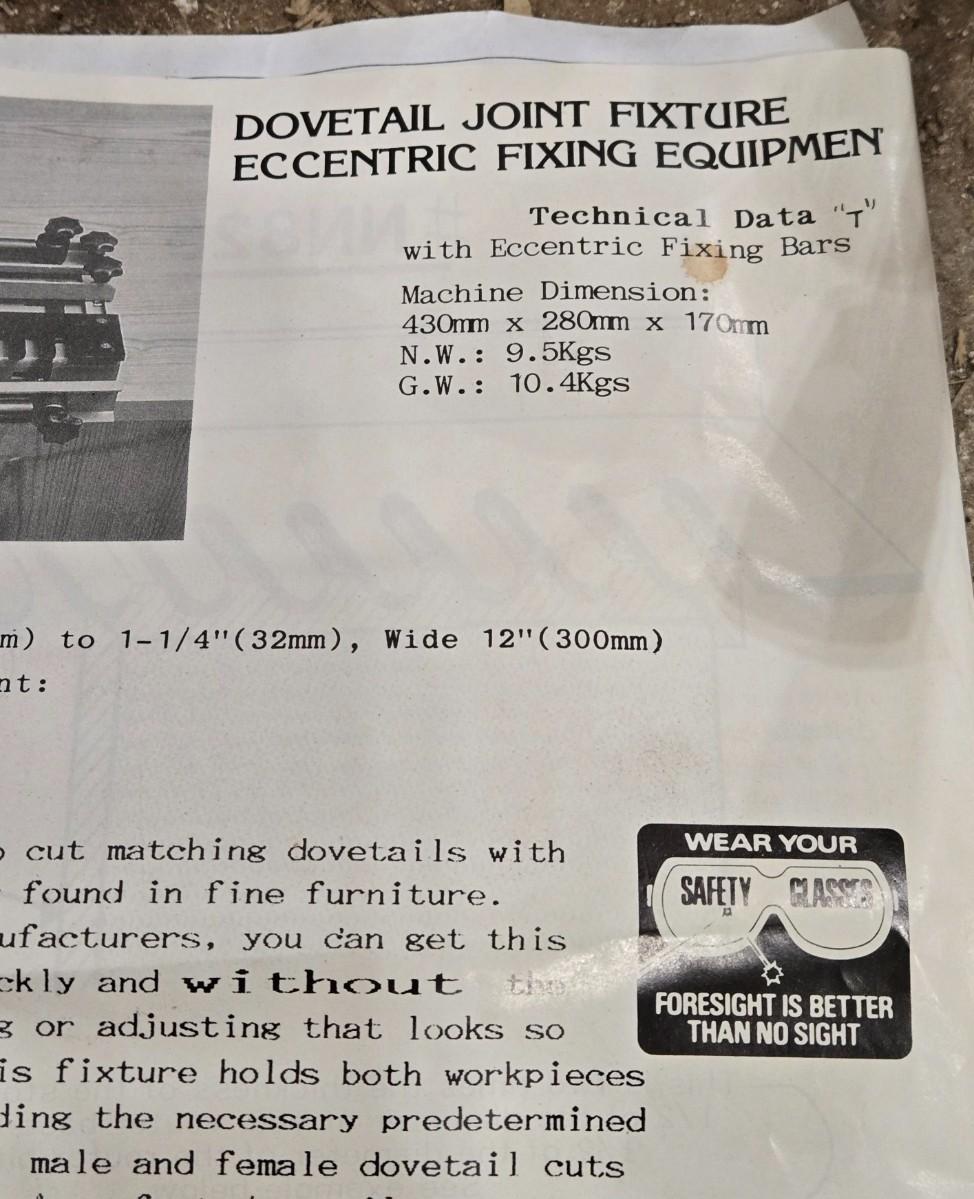 DOVETAIL JOINT FIXTURE
ECCENTRIC FIXING EQUIPMEN
Technical Data "T"
with Eccentric Fixing Bars
Machine Dimension:
430mm x 280mm x 170mm
N.W.: 9.5Kgs
G.W.: 10.4Kgs
m) to 1-1/4"(32mm), Wide 12"(300mm)
nt:
cut matching dovetails with
found in fine furniture.
ufacturers, you can get this
ckly and without the
g or adjusting that looks so
is fixture holds both workpieces
ding the necessary predetermined
male and female dovetail cuts
WEAR YOUR
SAFETY GLASSES
FORESIGHT IS BETTER
THAN NO SIGHT